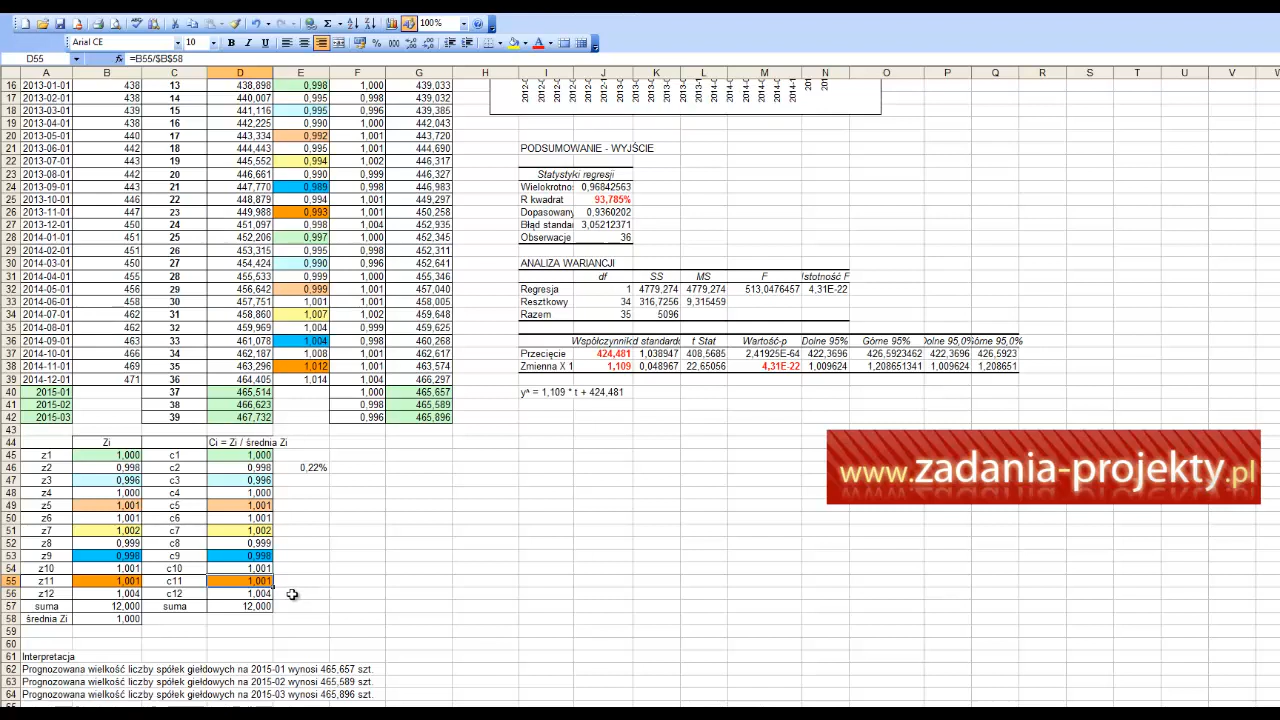 100%
Arial CE 10 B I U %
D55 fx =B55/$B$58
A B C D E F G H I J K L M N O P Q R S T U V
16 2013-01-01 438 13 438,898 0,998 1,000 439,033
17 2013-02-01 438 14 440,007 0,995 0,998 439,032
18 2013-03-01 439 15 441,116 0,995 0,996 439,385
19 2013-04-01 438 16 442,225 0,990 1,000 442,043
20 2013-05-01 440 17 443,334 0,992 1,001 443,720
21 2013-06-01 442 18 444,443 0,995 1,001 444,690 PODSUMOWANIE - WYJŚCIE
22 2013-07-01 443 19 445,552 0,994 1,002 446,317
23 2013-08-01 442 20 446,661 0,990 0,999 446,327 Statystyki regresji
24 2013-09-01 443 21 447,770 0,989 0,998 446,983 Wielokrotnoś 0,96842563
25 2013-10-01 446 22 448,879 0,994 1,001 449,297 R kwadrat 93,785%
26 2013-11-01 447 23 449,988 0,993 1,001 450,258 Dopasowany 0,9360202
27 2013-12-01 450 24 451,097 0,998 1,004 452,935 Błąd standar 3,05212371
28 2014-01-01 451 25 452,206 0,997 1,000 452,345 Obserwacje 36
29 2014-02-01 451 26 453,315 0,995 0,998 452,311
30 2014-03-01 450 27 454,424 0,990 0,996 452,641 ANALIZA WARIANCJI
31 2014-04-01 455 28 455,533 0,999 1,000 455,346 df SS MS F Istotność F
32 2014-05-01 456 29 456,642 0,999 1,001 457,040 Regresja 1 4779,274 4779,274 513,0476457 4,31E-22
33 2014-06-01 458 30 457,751 1,001 1,001 458,005 Resztkowy 34 316,7256 9,315459
34 2014-07-01 462 31 458,860 1,007 1,002 459,648 Razem 35 5096
35 2014-08-01 462 32 459,969 1,004 0,999 459,625
36 2014-09-01 463 33 461,078 1,004 0,998 460,268 Współczynniki d standardo t Stat Wartość-p Dolne 95% Górne 95% Dolne 95,0% Górne 95,0%
37 2014-10-01 466 34 462,187 1,008 1,001 462,617 Przecięcie 424,481 1,038947 408,5685 2,41925E-64 422,3696 426,5923462 422,3696 426,5923
38 2014-11-01 469 35 463,296 1,012 1,001 463,574 Zmienna X 1 1,109 0,048967 22,65056 4,31E-22 1,009624 1,208651341 1,009624 1,208651
39 2014-12-01 471 36 464,405 1,014 1,004 466,297
40 2015-01 37 465,514 1,000 465,657 y^ = 1,109 * t + 424,481
41 2015-02 38 466,623 0,998 465,589
42 2015-03 39 467,732 0,996 465,896
43
44 Zi Ci = Zi / średnia Zi
45 z1 1,000 c1 1,000
46 z2 0,998 c2 0,998 0,22%
47 z3 0,996 c3 0,996
48 z4 1,000 c4 1,000
49 z5 1,001 c5 1,001
50 z6 1,001 c6 1,001
51 z7 1,002 c7 1,002
52 z8 0,999 c8 0,999
53 z9 0,998 c9 0,998
54 z10 1,001 c10 1,001
55 z11 1,001 c11 1,001
56 z12 1,004 c12 1,004
57 suma 12,000 suma 12,000
58 średnia Zi 1,000
59
60
61 Interpretacja
62 Prognozowana wielkość liczby spółek giełdowych na 2015-01 wynosi 465,657 szt.
63 Prognozowana wielkość liczby spółek giełdowych na 2015-02 wynosi 465,589 szt.
64 Prognozowana wielkość liczby spółek giełdowych na 2015-03 wynosi 465,896 szt.
www.zadania-projekty.pl